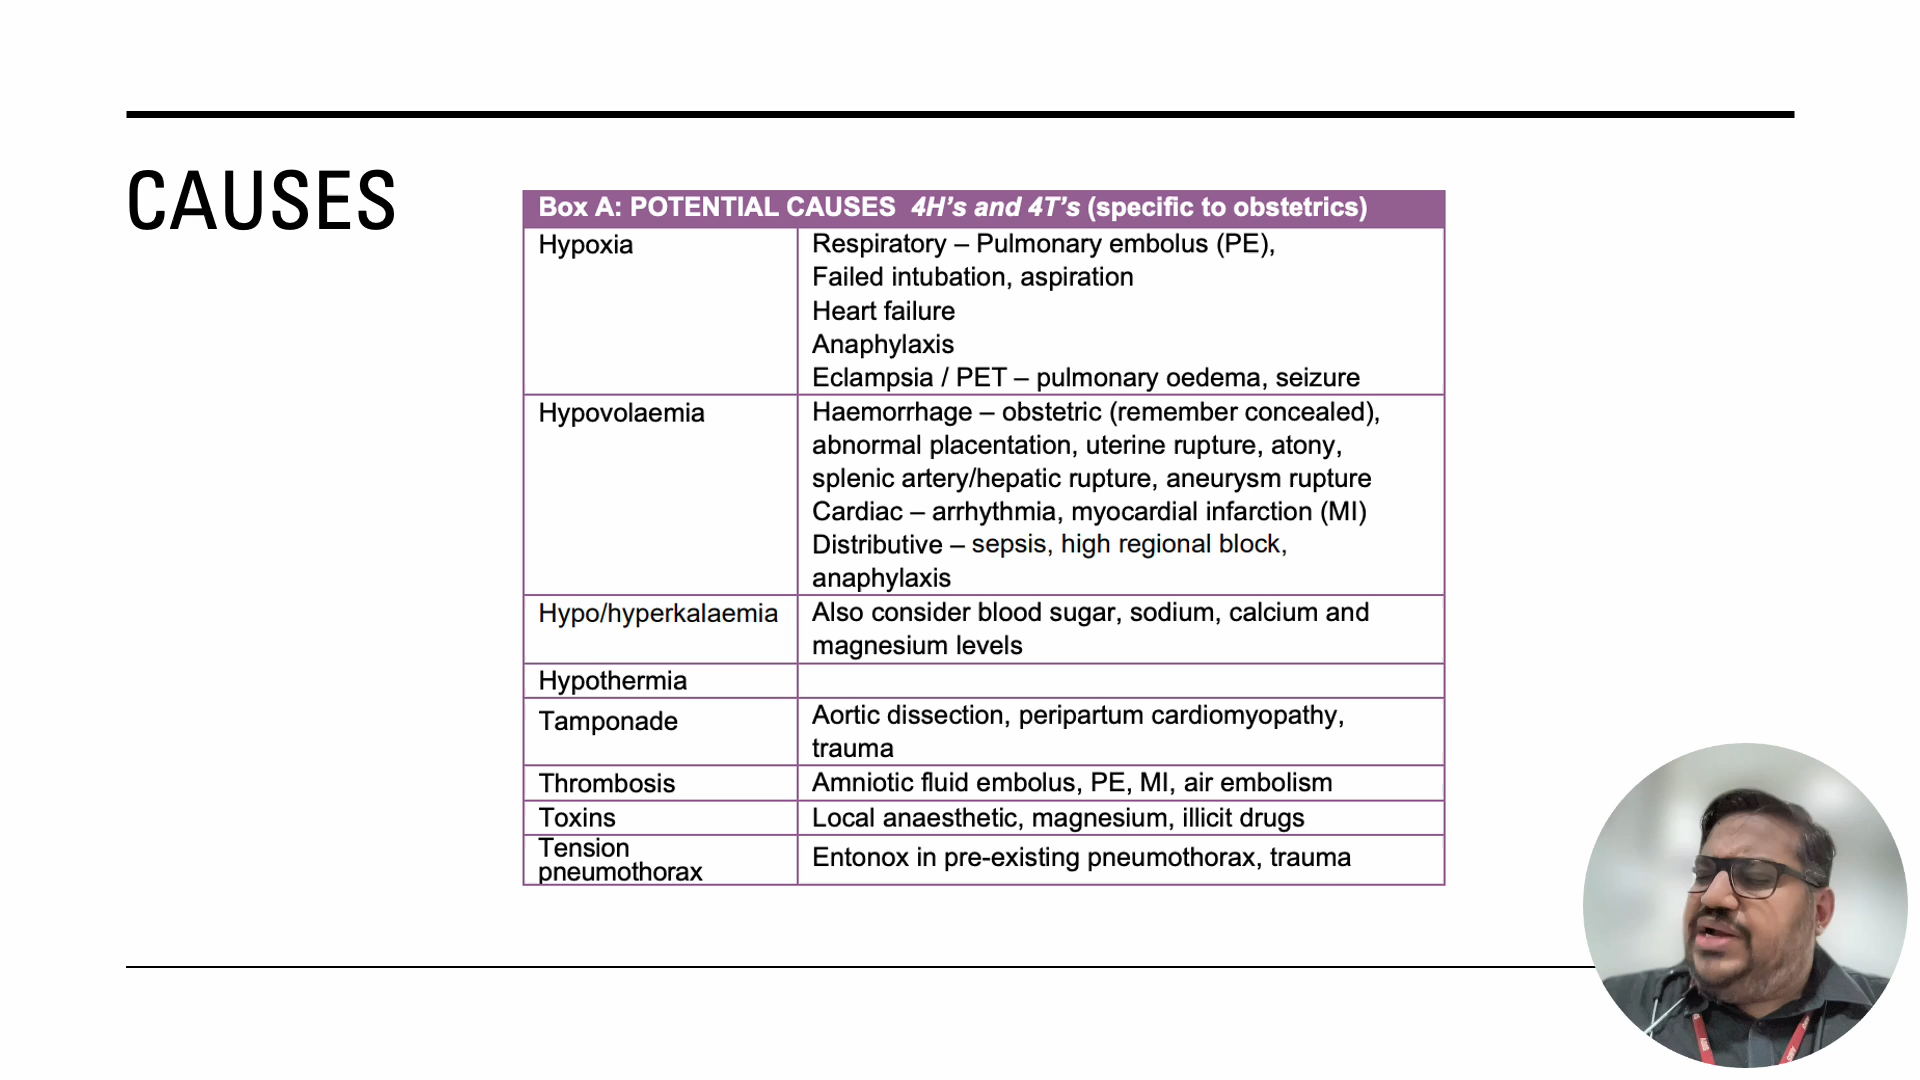 CAUSES
Box A: POTENTIAL CAUSES 4H’s and 4T’s (specific to obstetrics)
Hypoxia
Respiratory – Pulmonary embolus (PE),
Failed intubation, aspiration
Heart failure
Anaphylaxis
Eclampsia / PET – pulmonary oedema, seizure
Hypovolaemia
Haemorrhage – obstetric (remember concealed),
abnormal placentation, uterine rupture, atony,
splenic artery/hepatic rupture, aneurysm rupture
Cardiac – arrhythmia, myocardial infarction (MI)
Distributive – sepsis, high regional block,
anaphylaxis
Hypo/hyperkalaemia
Also consider blood sugar, sodium, calcium and
magnesium levels
Hypothermia
Tamponade
Aortic dissection, peripartum cardiomyopathy,
trauma
Thrombosis
Amniotic fluid embolus, PE, MI, air embolism
Toxins
Local anaesthetic, magnesium, illicit drugs
Tension
pneumothorax
Entonox in pre-existing pneumothorax, trauma